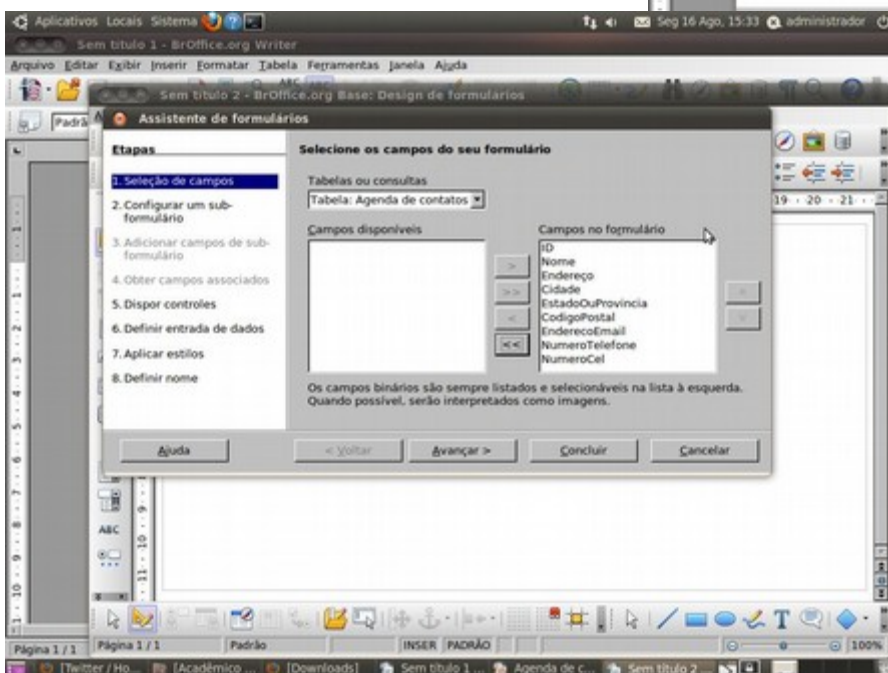 Aplicativos Locais Sistema Seg 16 Ago, 15:33 administrador
Sem título 1 - BrOffice.org Writer
Arquivo Editar Exibir Inserir Formatar Tabela Ferramentas Janela Ajuda
Sem título 2 - BrOffice.org Base: Design de formulários
Padrã
Assistente de formulários
Etapas
1. Seleção de campos
2. Configurar um sub-
formulário
3. Adicionar campos de sub-
formulário
4. Obter campos associados
5. Dispor controles
6. Definir entrada de dados
7. Aplicar estilos
8. Definir nome
Selecione os campos do seu formulário
Tabelas ou consultas
Tabela: Agenda de contatos
Campos disponíveis
>
>>
<
<<
Campos no formulário
ID
Nome
Endereço
Cidade
EstadoOuProvincia
CodigoPostal
EnderecoEmail
NumeroTelefone
NumeroCel
Os campos binários são sempre listados e selecionáveis na lista à esquerda.
Quando possível, serão interpretados como imagens.
Ajuda < Voltar Avançar > Concluir Cancelar
19 20 21
ABC
Página 1 / 1 Página 1 / 1 Padrão INSER PADRÃO 100%
[Twitter / Ho... [Acadêmico ... [Downloads] Sem título 1 ... Agenda de c... Sem título 2 ...